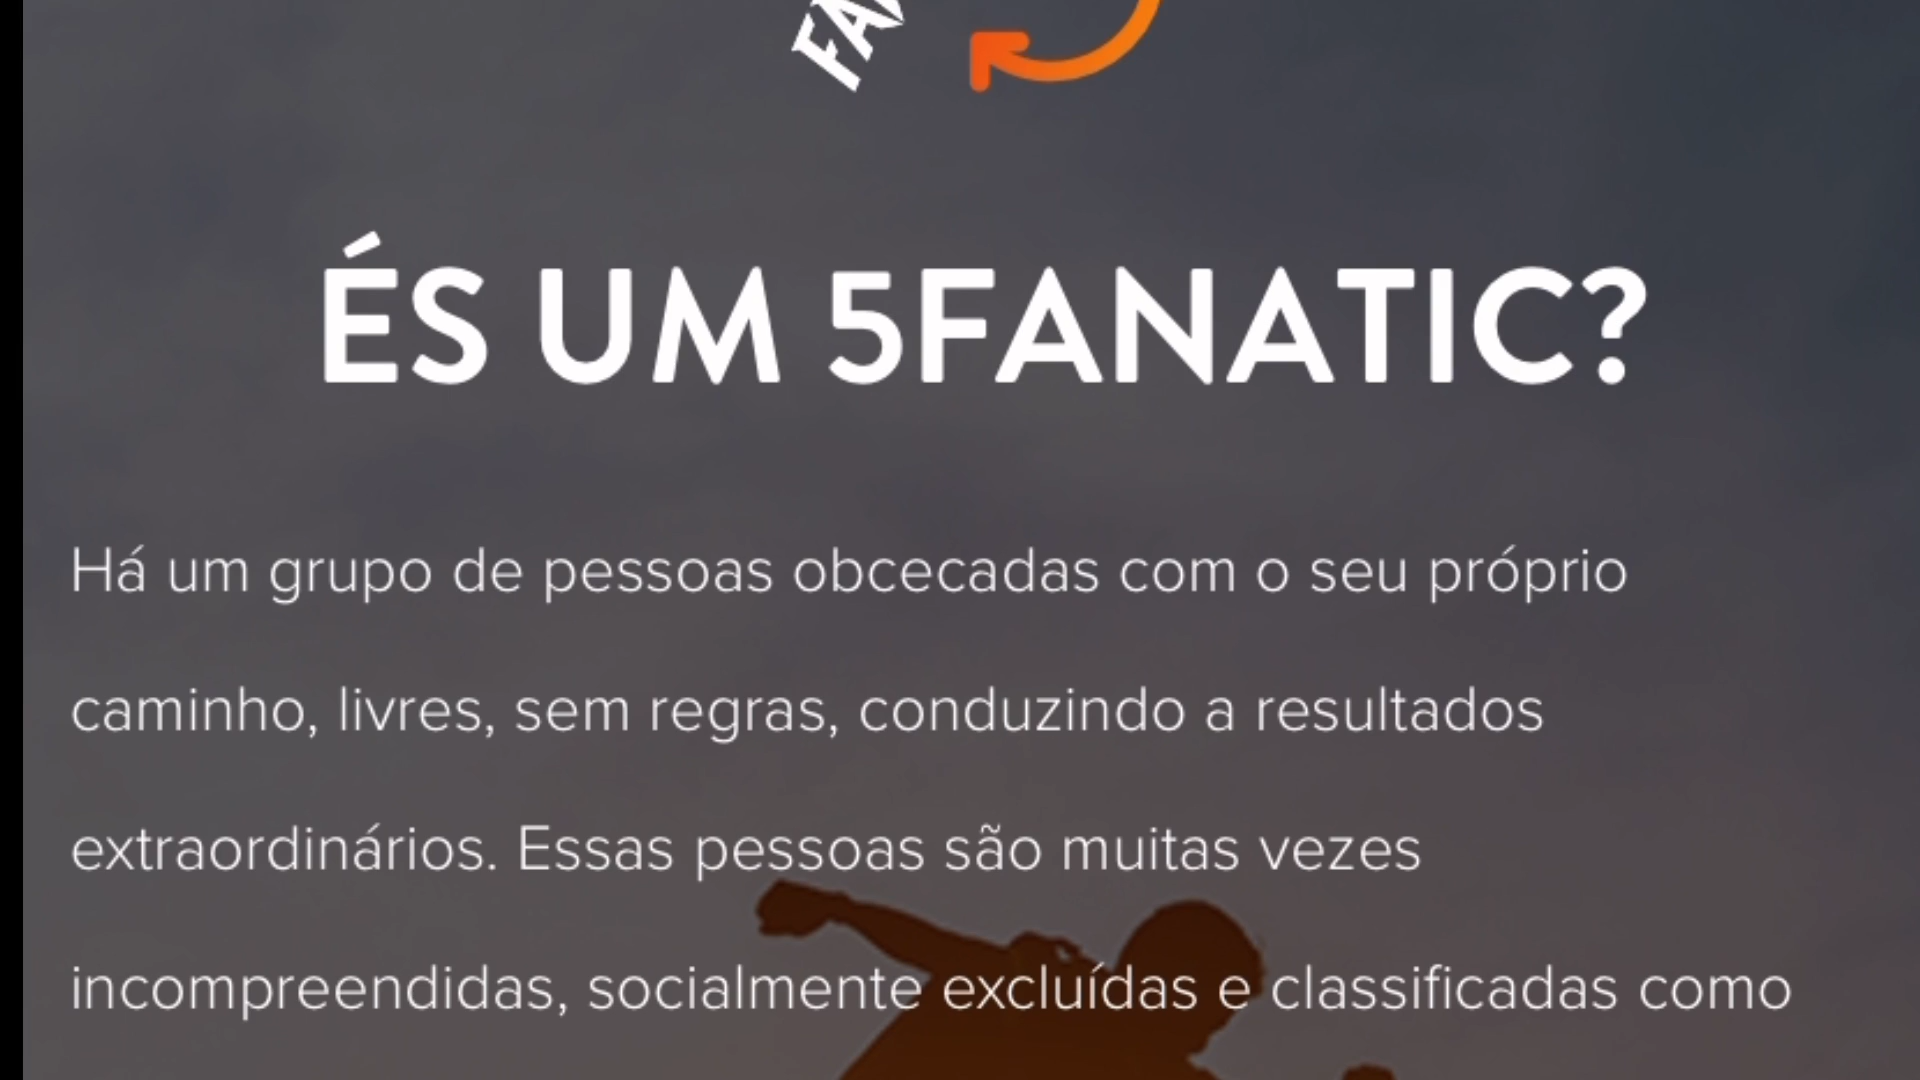 FA
ÉS UM 5FANATIC?
Há um grupo de pessoas obcecadas com o seu próprio
caminho, livres, sem regras, conduzindo a resultados
extraordinários. Essas pessoas são muitas vezes
incompreendidas, socialmente excluídas e classificadas como